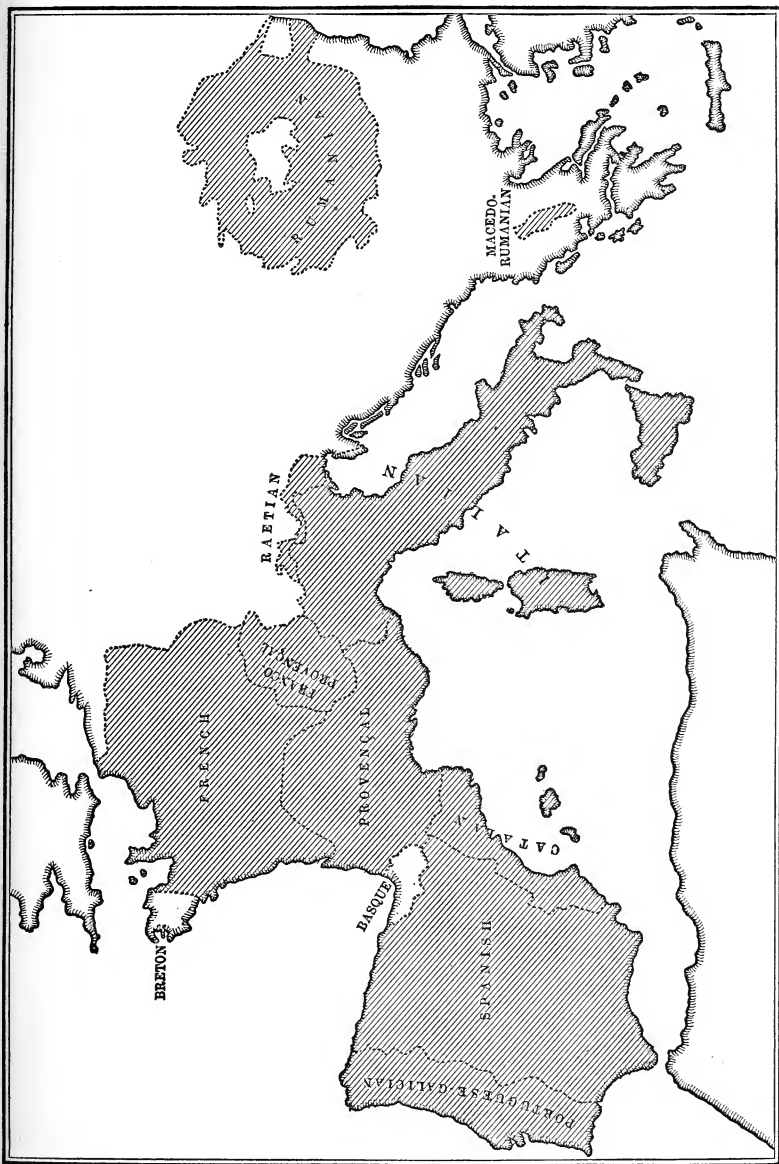 BRETON
FRENCH
FRANCO-
PROVENÇAL
PROVENÇAL
BASQUE
SPANISH
PORTUGUESE-GALICIAN
CATALAN
RAETIAN
ITALIAN
RUMANIAN
MACEDO-
RUMANIAN